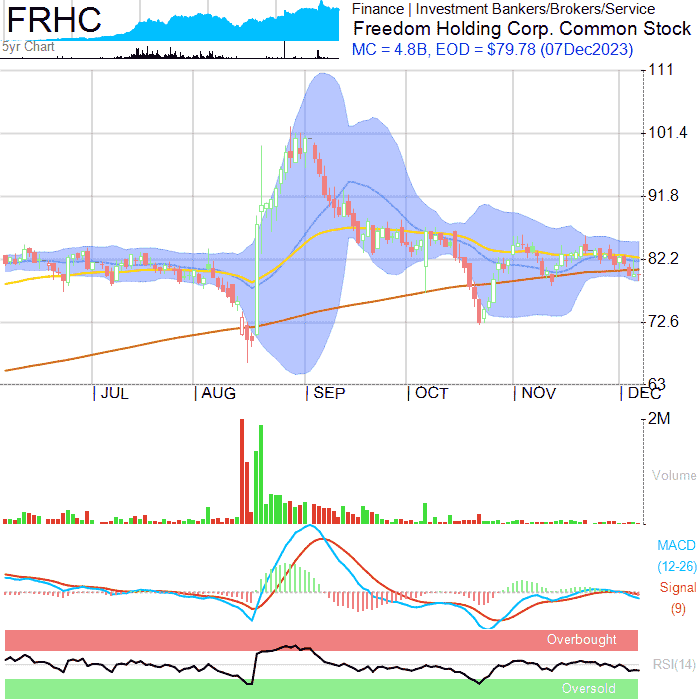 FRHC
5yr Chart
Finance | Investment Bankers/Brokers/Service
Freedom Holding Corp. Common Stock
MC = 4.8B, EOD = $79.78 (07Dec2023)
111
101.4
91.8
82.2
72.6
63
JUL AUG SEP OCT NOV DEC
2M
Volume
MACD
(12-26)
Signal
(9)
Overbought
RSI(14)
Oversold